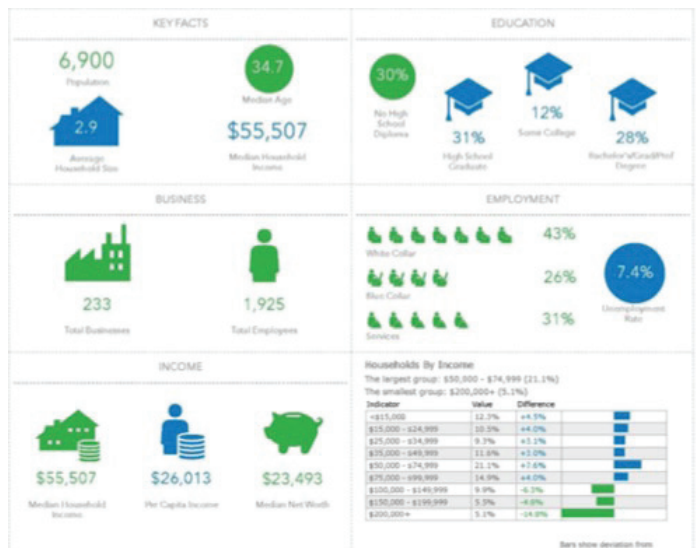 KEY FACTS
6,900
Population
34.7
Median Age
2.9
Average
Household Size
$55,507
Median Household
Income
EDUCATION
30%
No High
School
Diploma
31%
High School
Graduate
12%
Some College
28%
Bachelor's/Grad/Prof
Degree
BUSINESS
233
Total Businesses
1,925
Total Employees
EMPLOYMENT
43%
White Collar
26%
Blue Collar
31%
Services
7.4%
Unemployment
Rate
INCOME
$55,507
Median Household
Income
$26,013
Per Capita Income
$23,493
Median Net Worth
Households By Income
The largest group: $50,000 - $74,999 (21.1%)
The smallest group: $200,000+ (5.1%)
Indicator Value Difference
<$15,000 12.3% +4.5%
$15,000 - $24,999 10.5% +4.0%
$25,000 - $34,999 9.3% +3.1%
$35,000 - $49,999 11.6% +3.0%
$50,000 - $74,999 21.1% +7.6%
$75,000 - $99,999 14.9% +4.0%
$100,000 - $149,999 9.9% -6.3%
$150,000 - $199,999 5.5% -4.8%
$200,000+ 5.1% -14.8%
Bars show deviation from